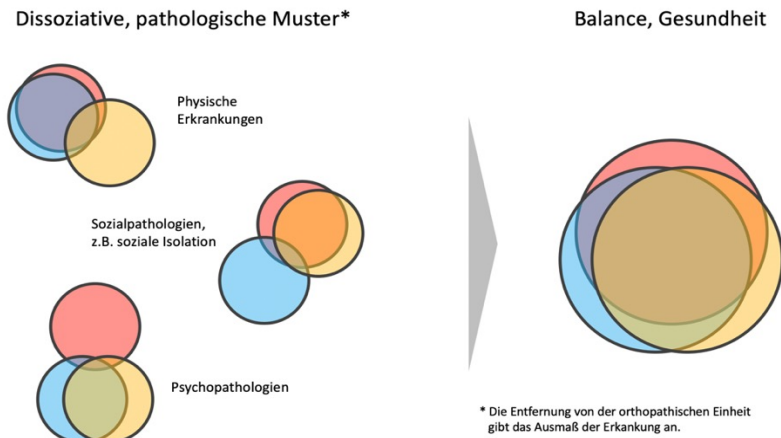 Dissoziative, pathologische Muster*
Balance, Gesundheit
Physische
Erkrankungen
Sozialpathologien,
z.B. soziale Isolation
Psychopathologien
* Die Entfernung von der orthopathischen Einheit
gibt das Ausmaß der Erkankung an.